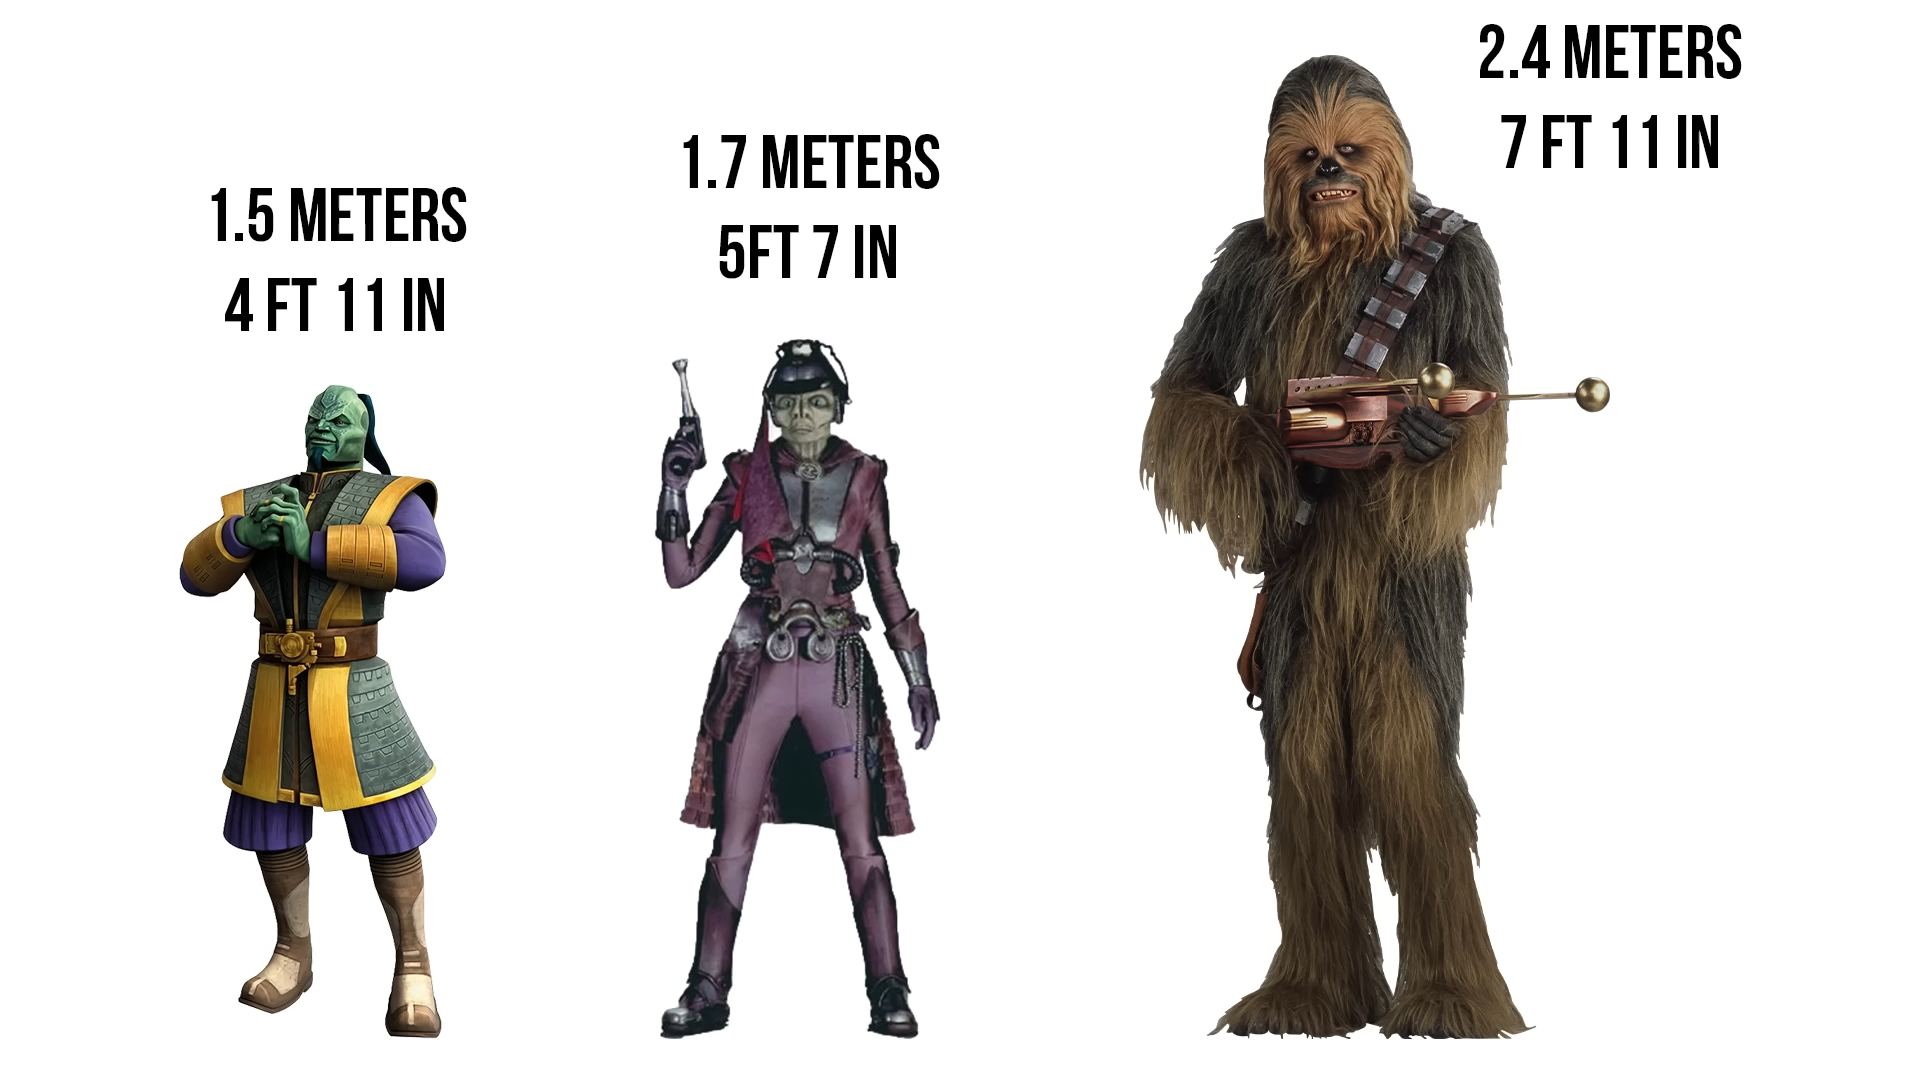 1.5 METERS
4 FT 11 IN
1.7 METERS
5FT 7 IN
2.4 METERS
7 FT 11 IN